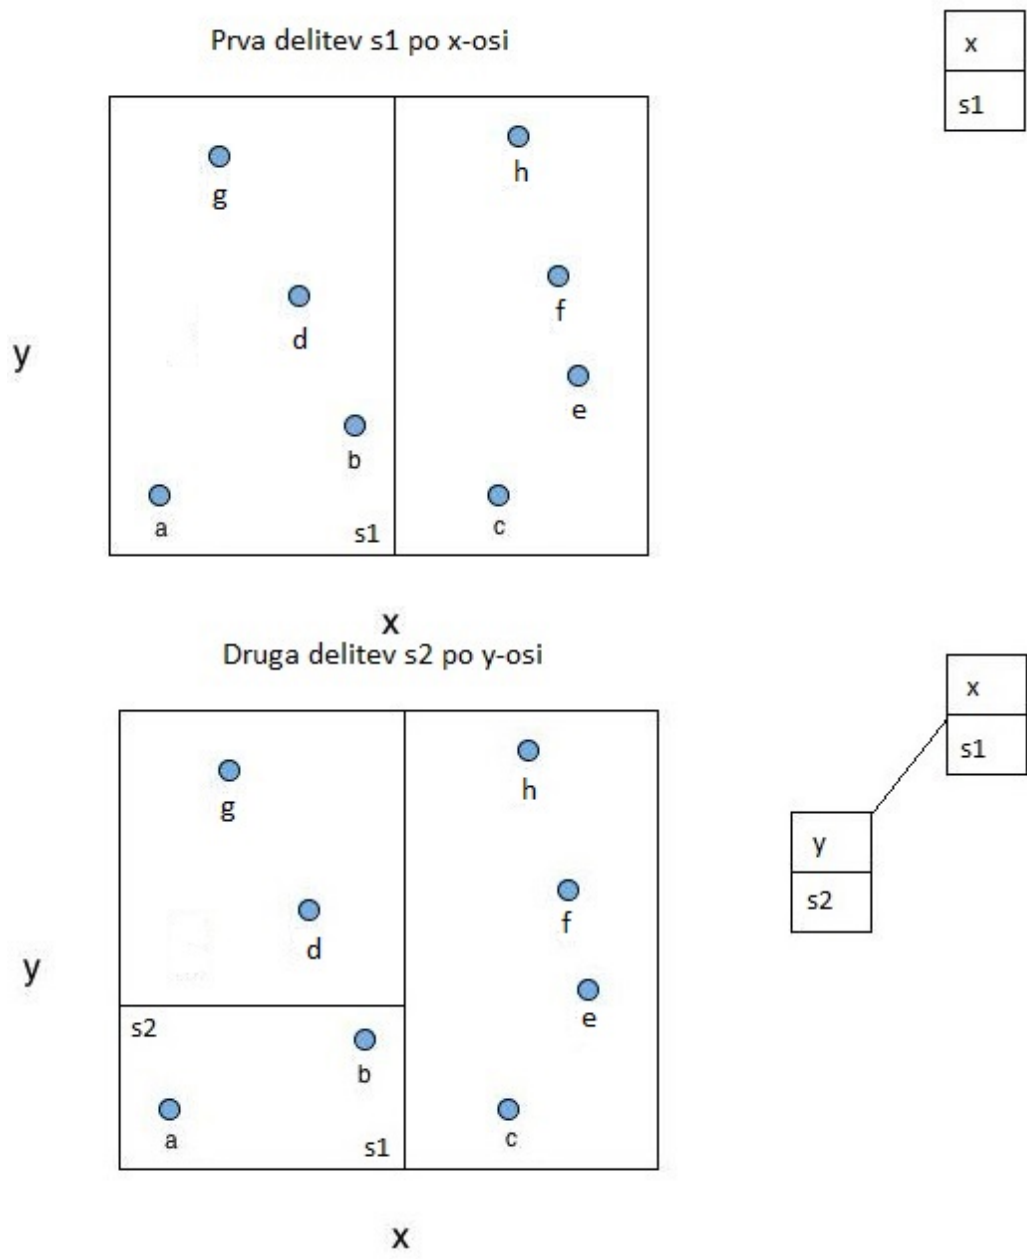 Prva delitev s1 po x-osi
x
s1
g
h
d
f
y
e
b
a
c
s1
x
Druga delitev s2 po y-osi
x
s1
g
h
y
s2
d
f
y
e
s2
b
a
c
s1
x